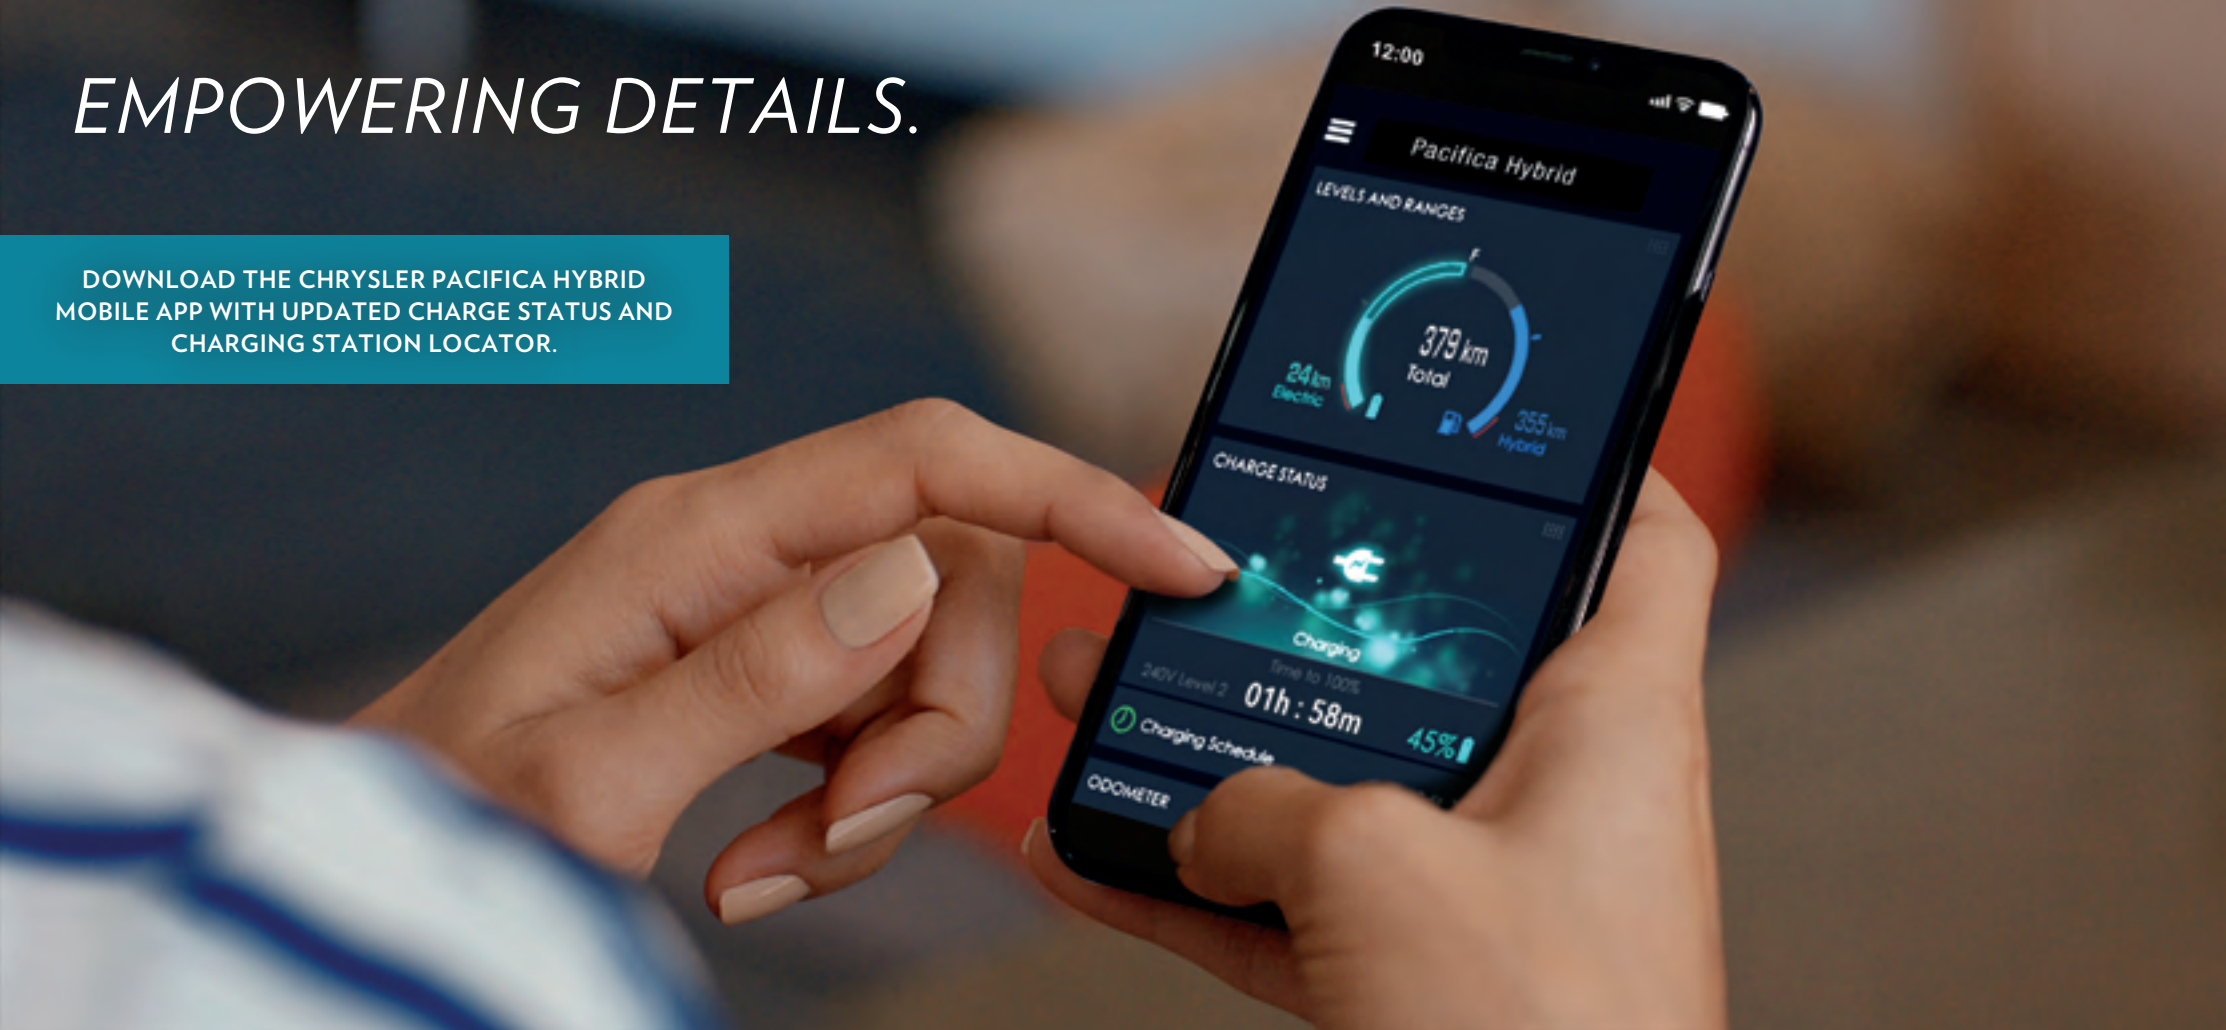 EMPOWERING DETAILS.
DOWNLOAD THE CHRYSLER PACIFICA HYBRID
MOBILE APP WITH UPDATED CHARGE STATUS AND
CHARGING STATION LOCATOR.
12:00
Pacifica Hybrid
LEVELS AND RANGES
F
379 km
Total
24 km
Electric
355 km
Hybrid
CHARGE STATUS
Charging
Time to 100%
240V Level 2
01h : 58m
45%
Charging Schedule
ODOMETER